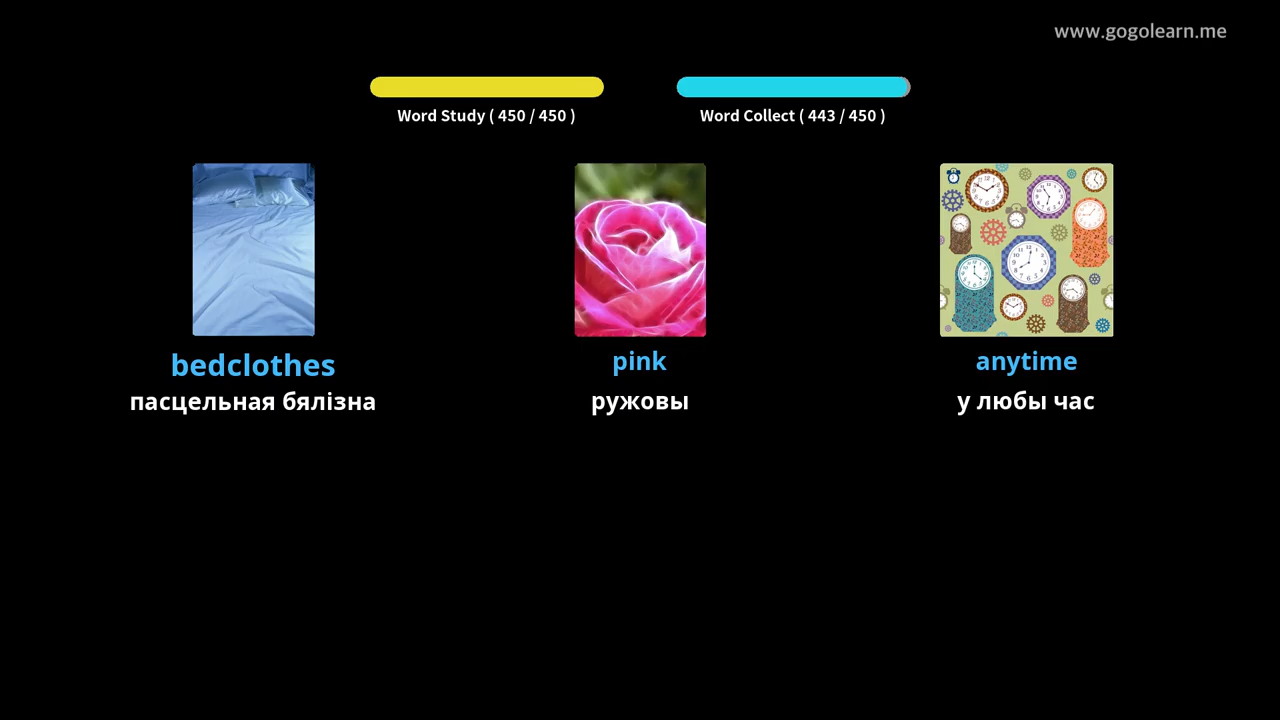 www.gogolearn.me
Word Study ( 450 / 450 )
Word Collect ( 443 / 450 )
bedclothes
пасцельная бялізна
pink
ружовы
anytime
у любы час